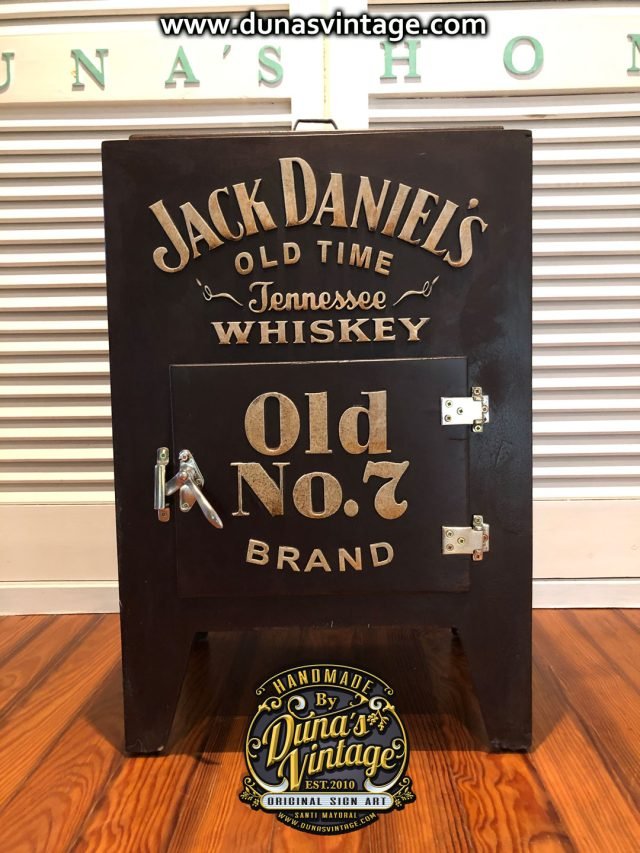 www.dunasvintage.com
UNA'S HOM
JACK DANIEL'S
OLD TIME
Tennessee
WHISKEY
Old
No.7
BRAND
HANDMADE
By
Duna's
Vintage
EST.2010
ORIGINAL SIGN ART
SANTI MAYORAL
WWW.DUNASVINTAGE.COM